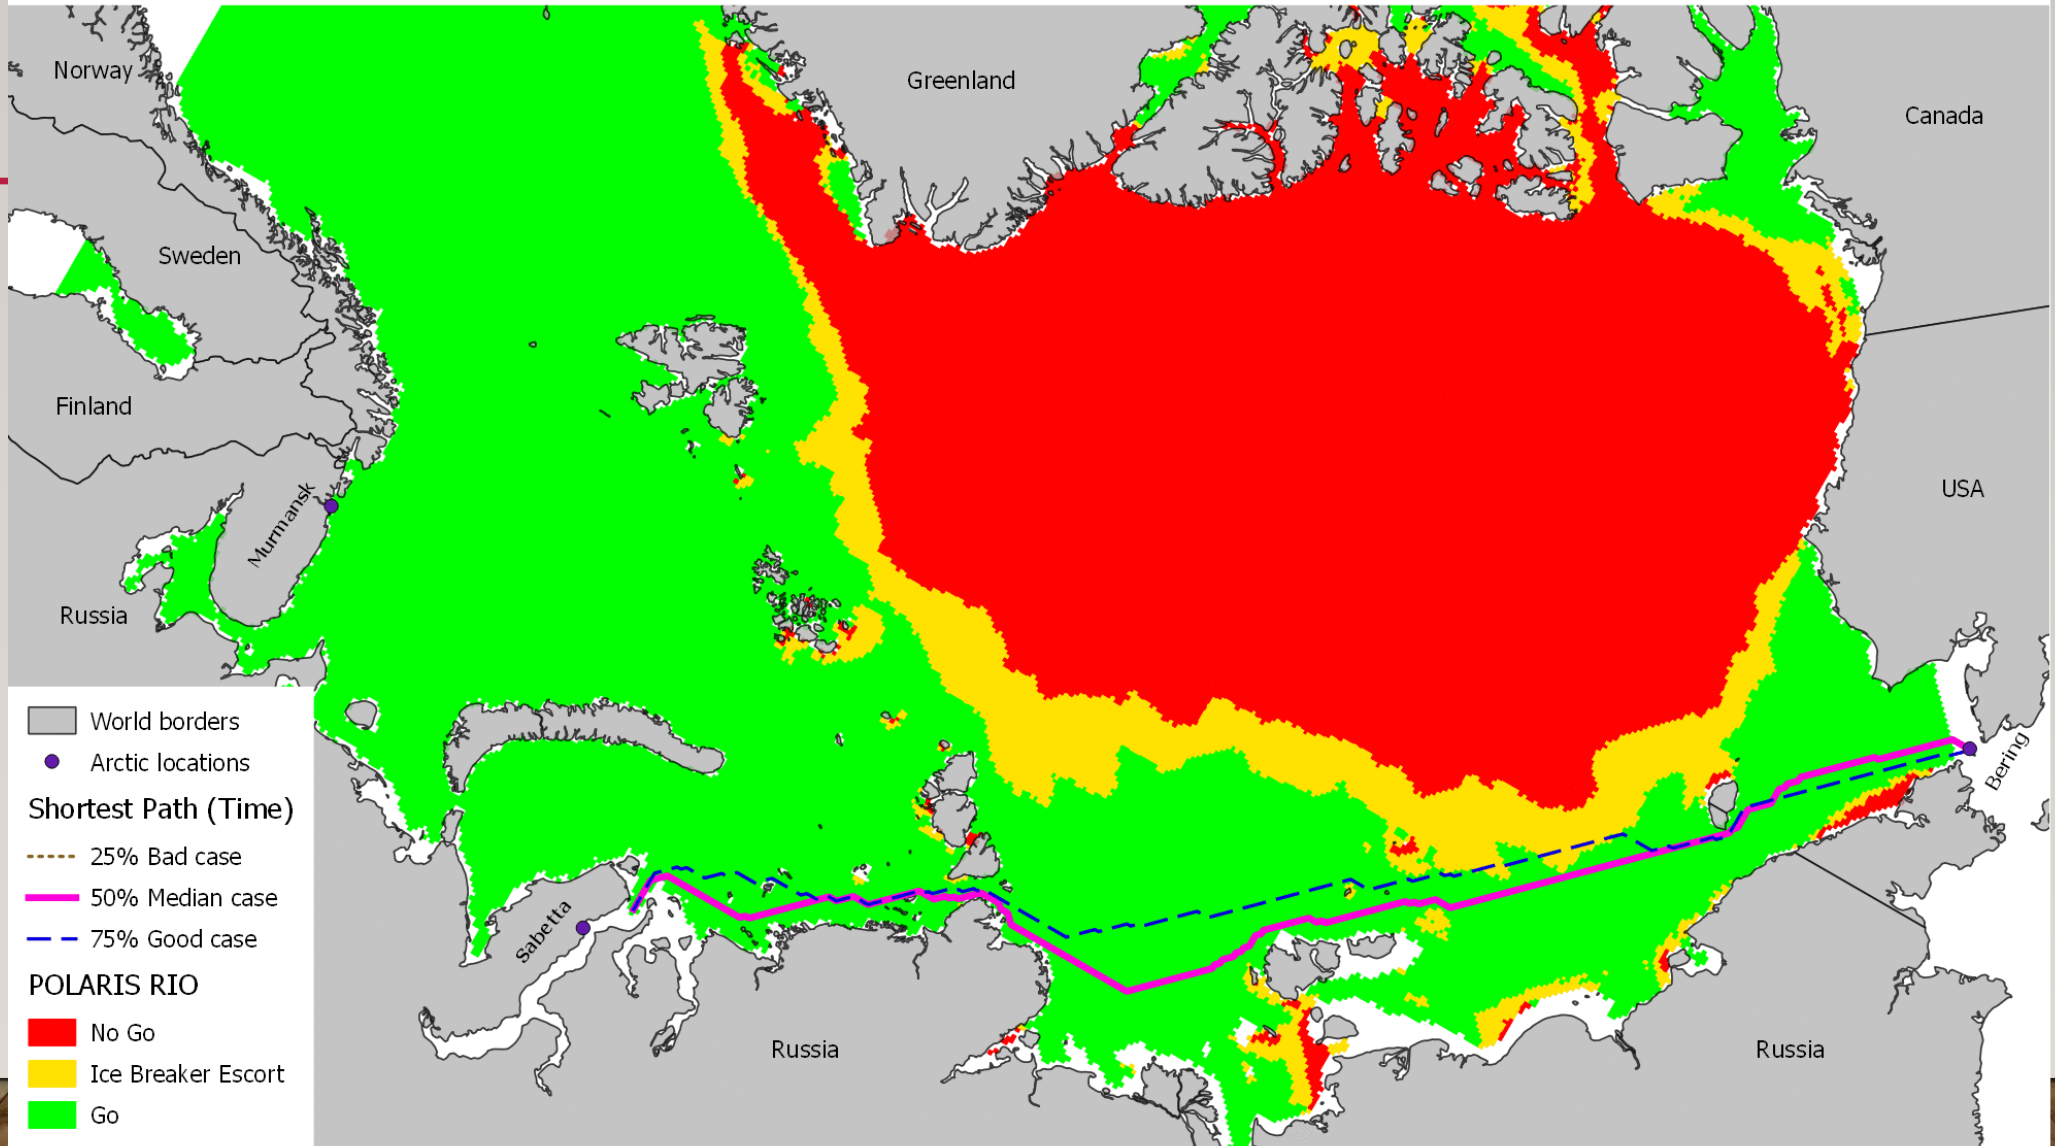 Norway
Greenland
Canada
Sweden
Finland
Murmansk
USA
Russia
World borders
Arctic locations
Shortest Path (Time)
25% Bad case
50% Median case
75% Good case
POLARIS RIO
No Go
Ice Breaker Escort
Go
Sabetta
Bering
Russia
Russia